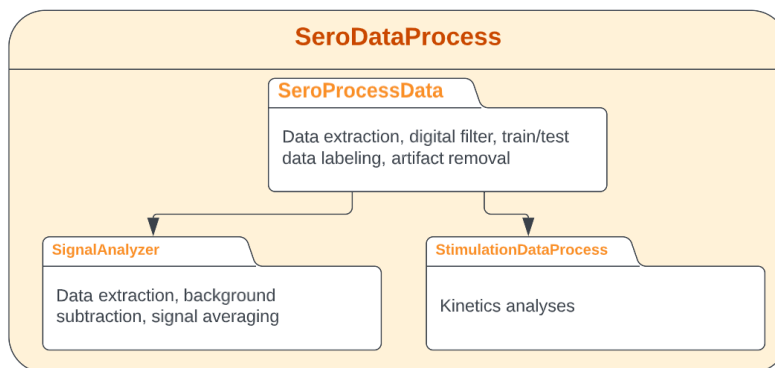 SeroDataProcess
SeroProcessData
Data extraction, digital filter, train/test
data labeling, artifact removal
SignalAnalyzer
Data extraction, background
subtraction, signal averaging
StimulationDataProcess
Kinetics analyses